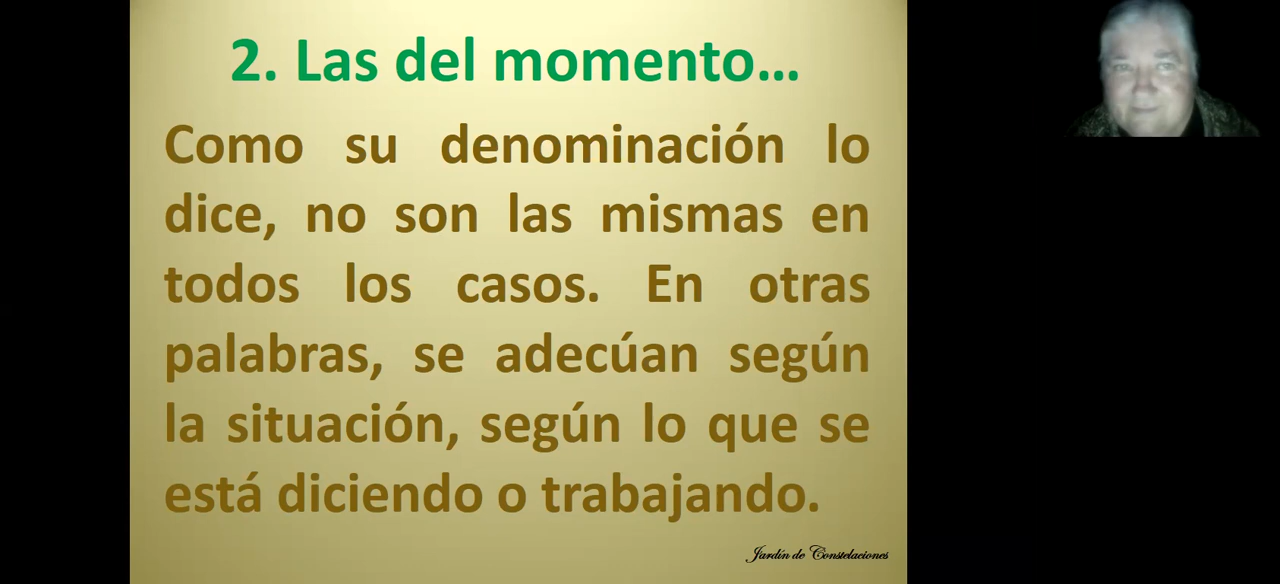 2. Las del momento...
Como su denominación lo
dice, no son las mismas en
todos los casos. En otras
palabras, se adecúan según
la situación, según lo que se
está diciendo o trabajando.
Jardín de Constelaciones